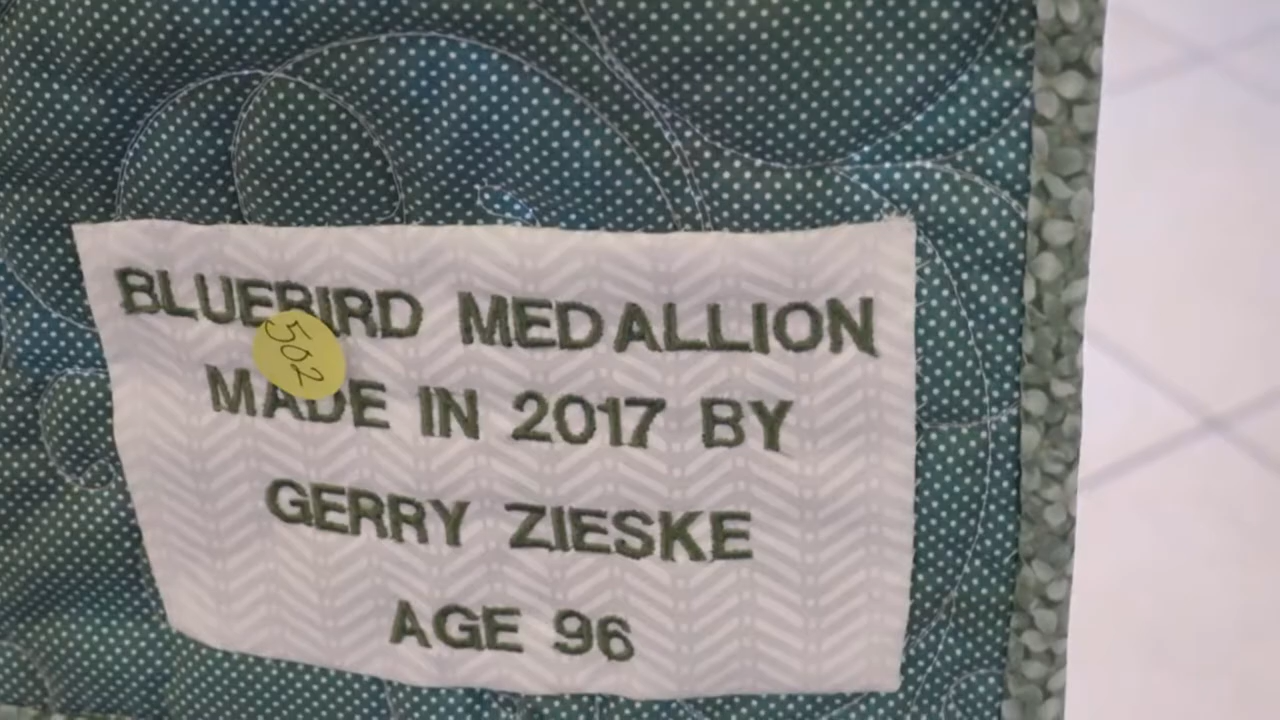 BLUEBIRD MEDALLION
502
MADE IN 2017 BY
GERRY ZIESKE
AGE 96